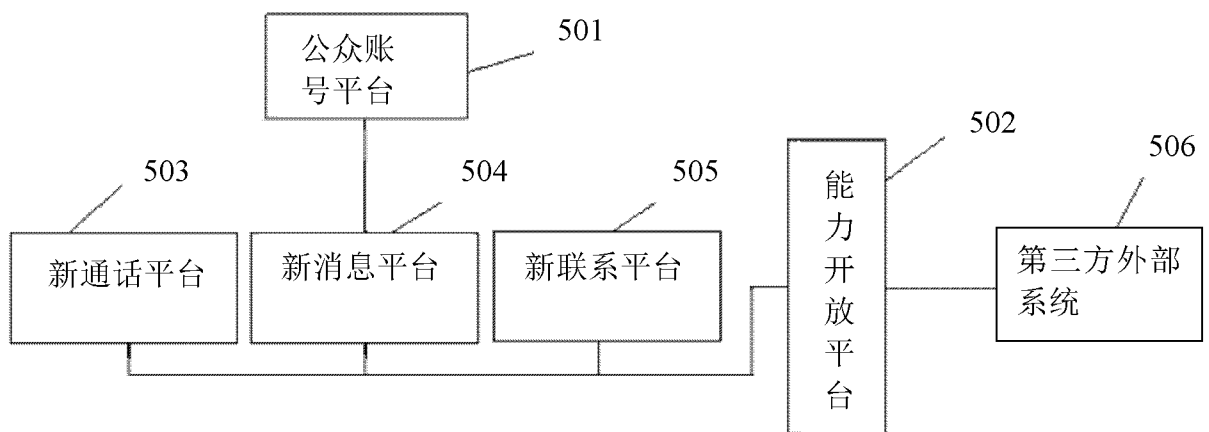 501
公众账
号平台
502
503
504
505
506
新通话平台
新消息平台
新联系平台
能
力
开
放
平
台
第三方外部
系统